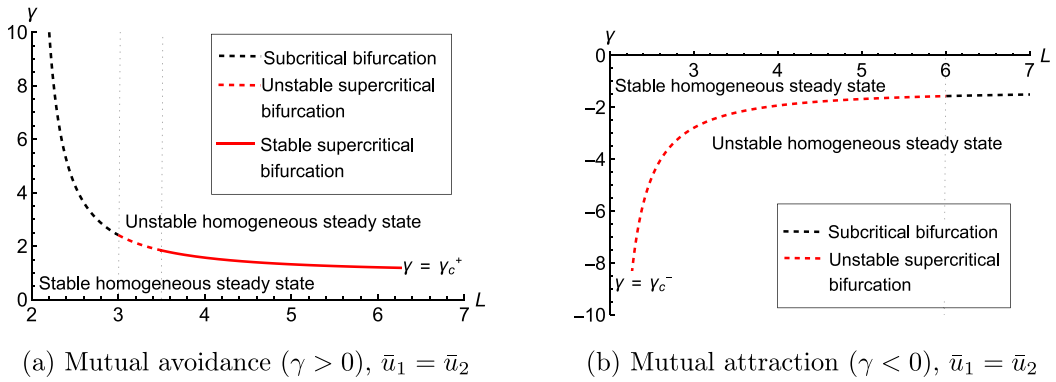 γ
10
8
6
4
2
0
2
3
4
5
6
7
L
Subcritical bifurcation
Unstable supercritical
bifurcation
Stable supercritical
bifurcation
Unstable homogeneous steady state
γ = γc+
Stable homogeneous steady state
(a) Mutual avoidance (γ > 0), ū1 = ū2
γ
0
-2
-4
-6
-8
-10
3
4
5
6
7
L
Stable homogeneous steady state
Unstable homogeneous steady state
Subcritical bifurcation
Unstable supercritical
bifurcation
γ = γc-
(b) Mutual attraction (γ < 0), ū1 = ū2